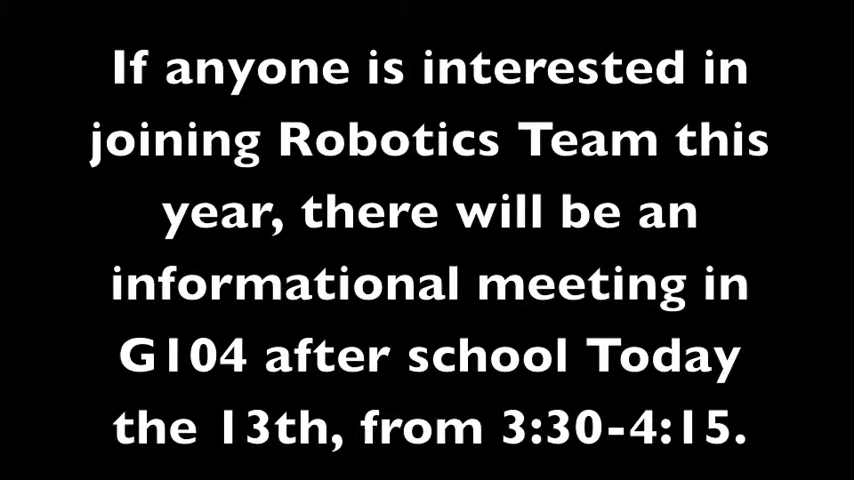 If anyone is interested in
joining Robotics Team this
year, there will be an
informational meeting in
G104 after school Today
the 13th, from 3:30-4:15.